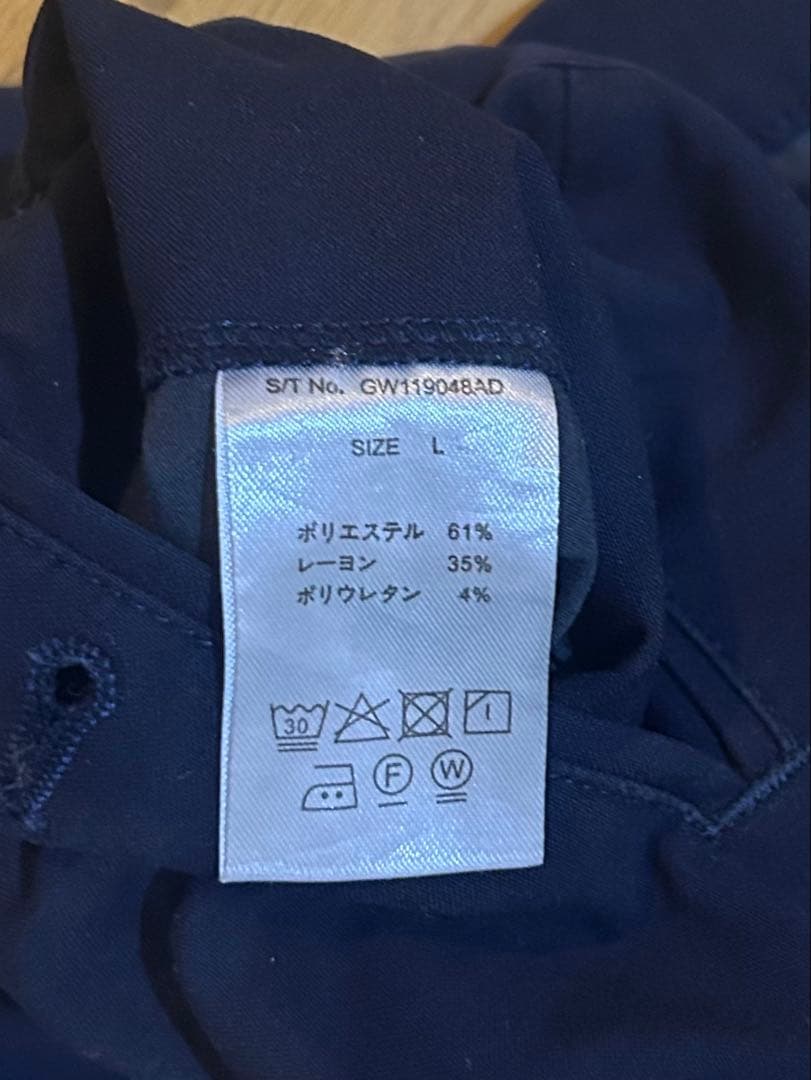 S/T No. GW119048AD
SIZE L
ポリエステル 61%
レーヨン 35%
ポリウレタン 4%
30
F W